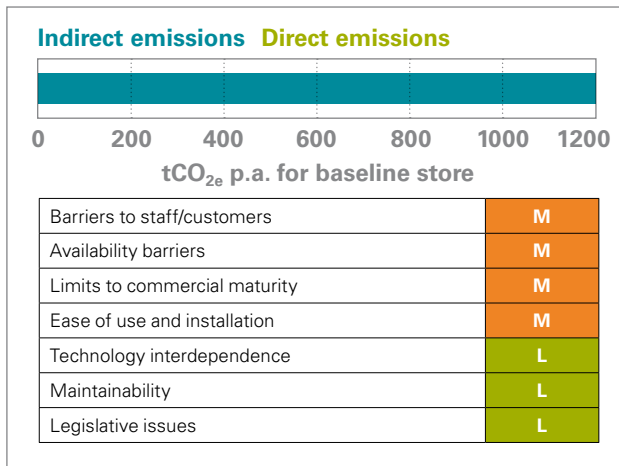 Indirect emissions Direct emissions
0 200 400 600 800 1000 1200
tCO2e p.a. for baseline store
Barriers to staff/customers M
Availability barriers M
Limits to commercial maturity M
Ease of use and installation M
Technology interdependence L
Maintainability L
Legislative issues L